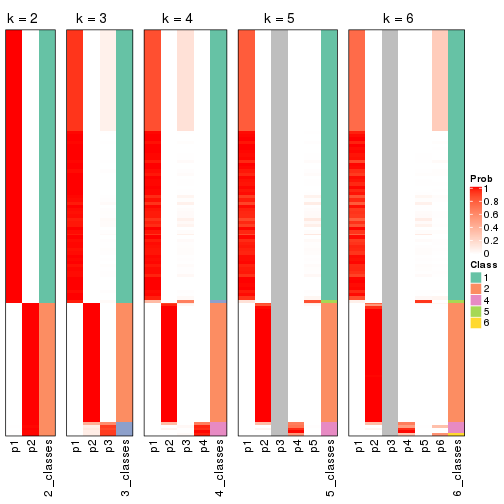 k = 2 k = 3 k = 4 k = 5 k = 6
Prob
1
0.8
0.6
0.4
0.2
0
Class
1
2
4
5
6
p1 p2 2_classes p1 p2 p3 3_classes p1 p2 p3 p4 4_classes p1 p2 p3 p4 p5 5_classes p1 p2 p3 p4 p5 p6 6_classes